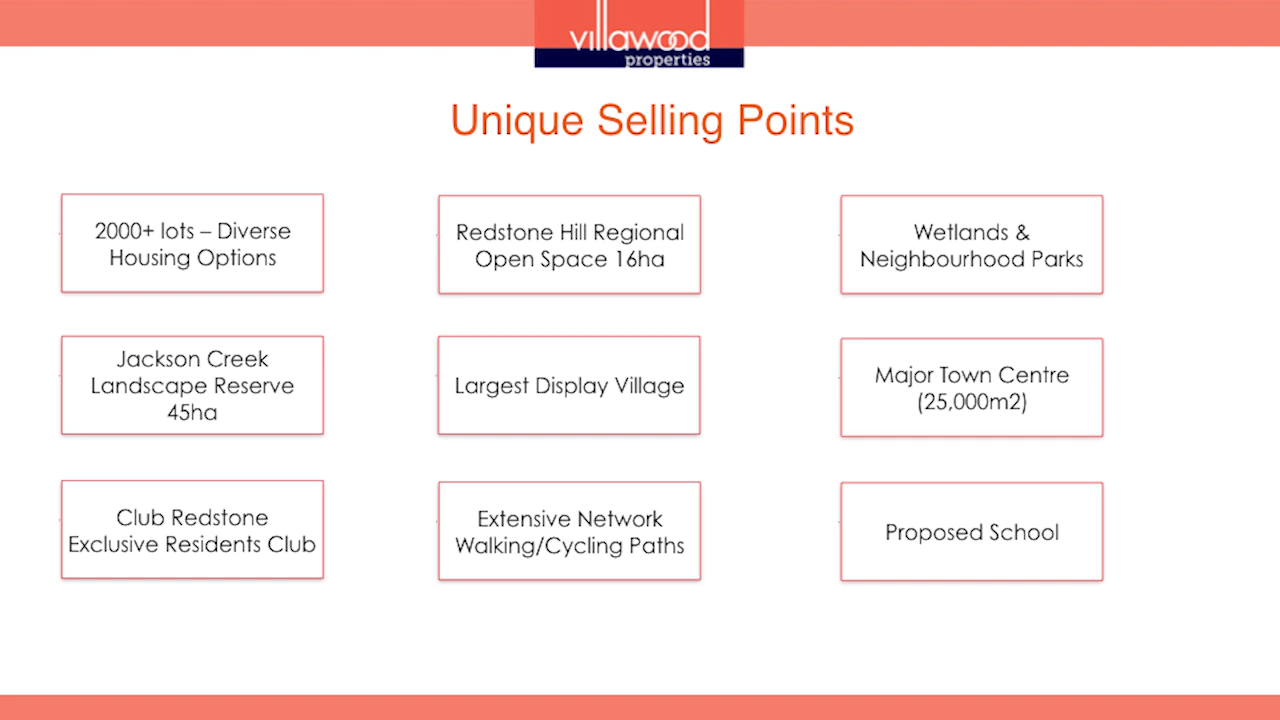 villawood
properties
Unique Selling Points
2000+ lots – Diverse
Housing Options
Redstone Hill Regional
Open Space 16ha
Wetlands &
Neighbourhood Parks
Jackson Creek
Landscape Reserve
45ha
Largest Display Village
Major Town Centre
(25,000m2)
Club Redstone
Exclusive Residents Club
Extensive Network
Walking/Cycling Paths
Proposed School